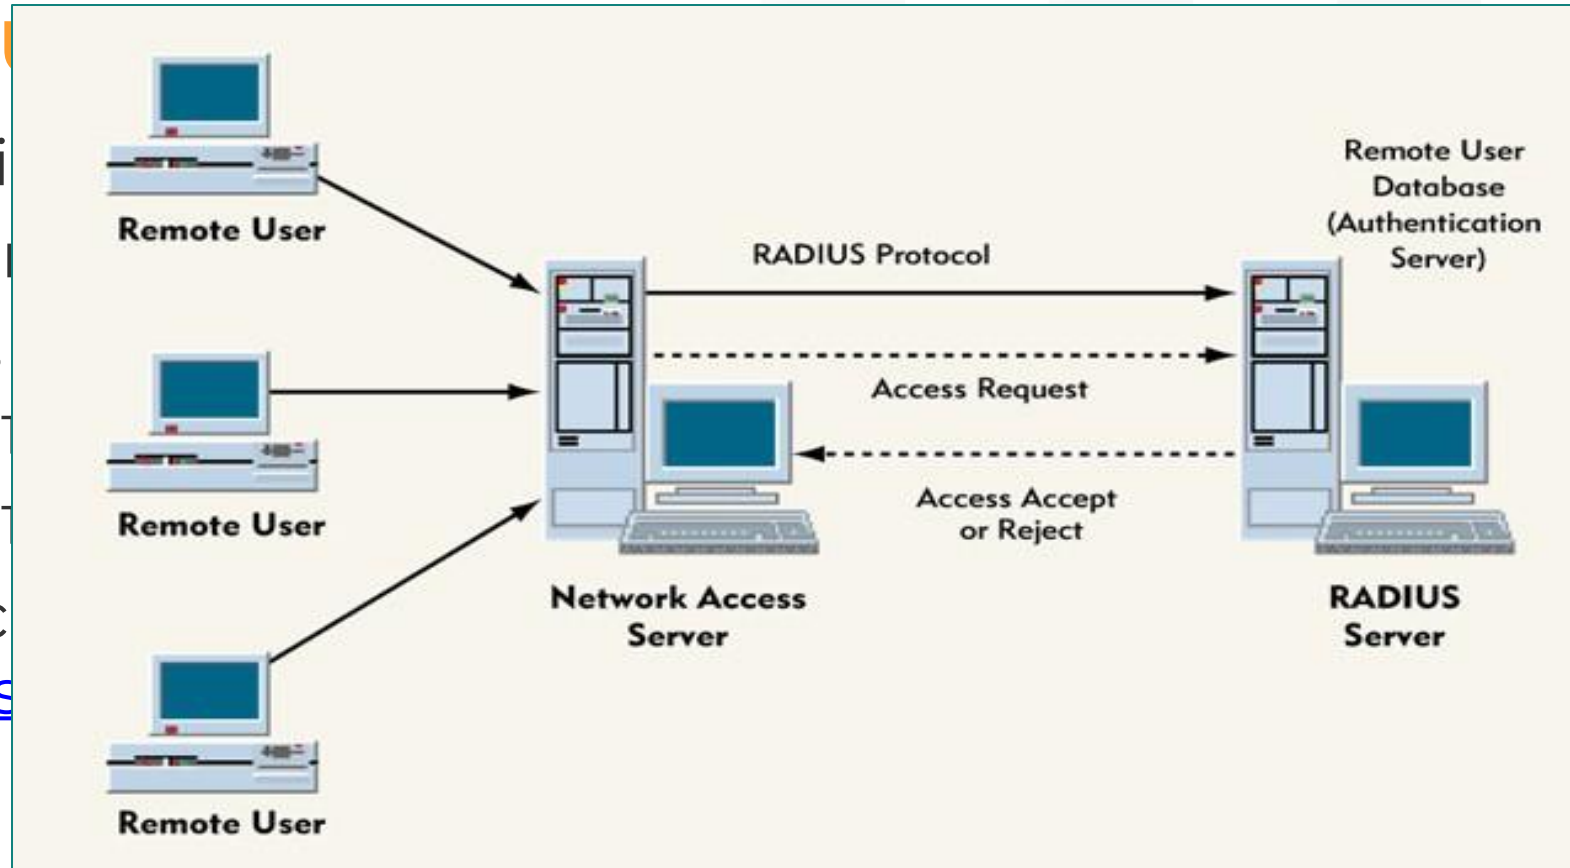 Remote User
Remote User
Remote User
RADIUS Protocol
Access Request
Access Accept
or Reject
Network Access
Server
Remote User
Database
(Authentication
Server)
RADIUS
Server